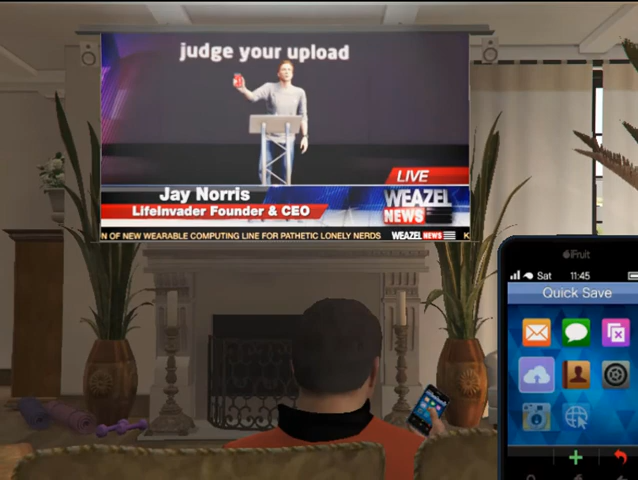 judge your upload
LIVE
Jay Norris
LifeInvader Founder & CEO
WEAZEL
NEWS
N OF NEW WEARABLE COMPUTING LINE FOR PATHETIC LONELY NERDS WEAZEL NEWS K
iFruit
Sat 11:45
Quick Save